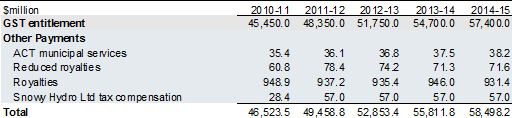 $million 2010-11 2011-12 2012-13 2013-14 2014-15
GST entitlement 45,450.0 48,350.0 51,750.0 54,700.0 57,400.0
Other Payments
ACT municipal services 35.4 36.1 36.8 37.5 38.2
Reduced royalties 60.8 78.4 74.2 71.3 71.6
Royalties 948.9 937.2 935.4 946.0 931.4
Snowy Hydro Ltd tax compensation 28.4 57.0 57.0 57.0 57.0
Total 46,523.5 49,458.8 52,853.4 55,811.8 58,498.2